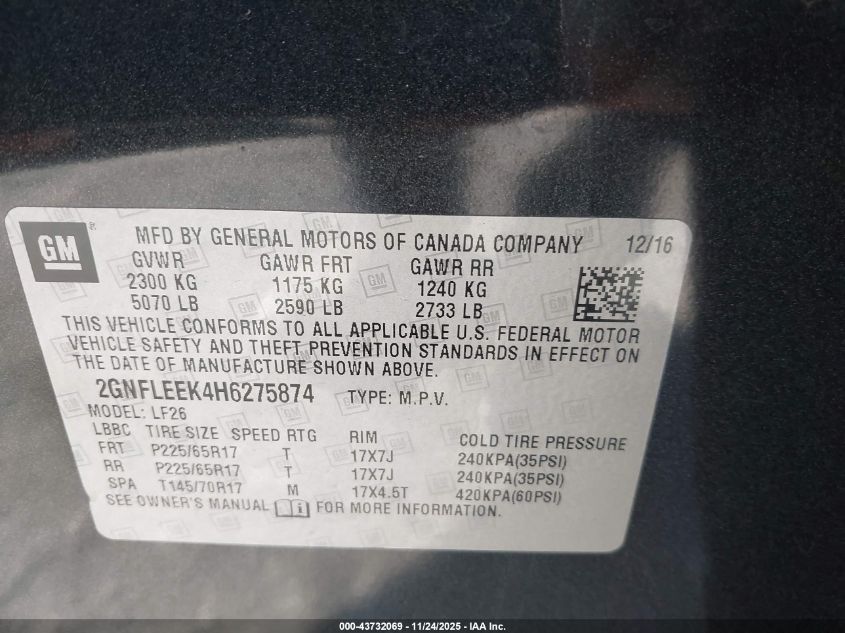 GM ®
MFD BY GENERAL MOTORS OF CANADA COMPANY 12/16
GVWR GAWR FRT GAWR RR
2300 KG 1175 KG 1240 KG
5070 LB 2590 LB 2733 LB
THIS VEHICLE CONFORMS TO ALL APPLICABLE U.S. FEDERAL MOTOR
VEHICLE SAFETY AND THEFT PREVENTION STANDARDS IN EFFECT ON
THE DATE OF MANUFACTURE SHOWN ABOVE.
2GNFLEEK4H6275874 TYPE: M.P.V.
MODEL: LF26
LBBC TIRE SIZE SPEED RTG RIM COLD TIRE PRESSURE
FRT P225/65R17 T 17X7J 240KPA(35PSI)
RR P225/65R17 T 17X7J 240KPA(35PSI)
SPA T145/70R17 M 17X4.5T 420KPA(60PSI)
SEE OWNER'S MANUAL i FOR MORE INFORMATION.
000-43732069 - 11/24/2025 - IAA Inc.